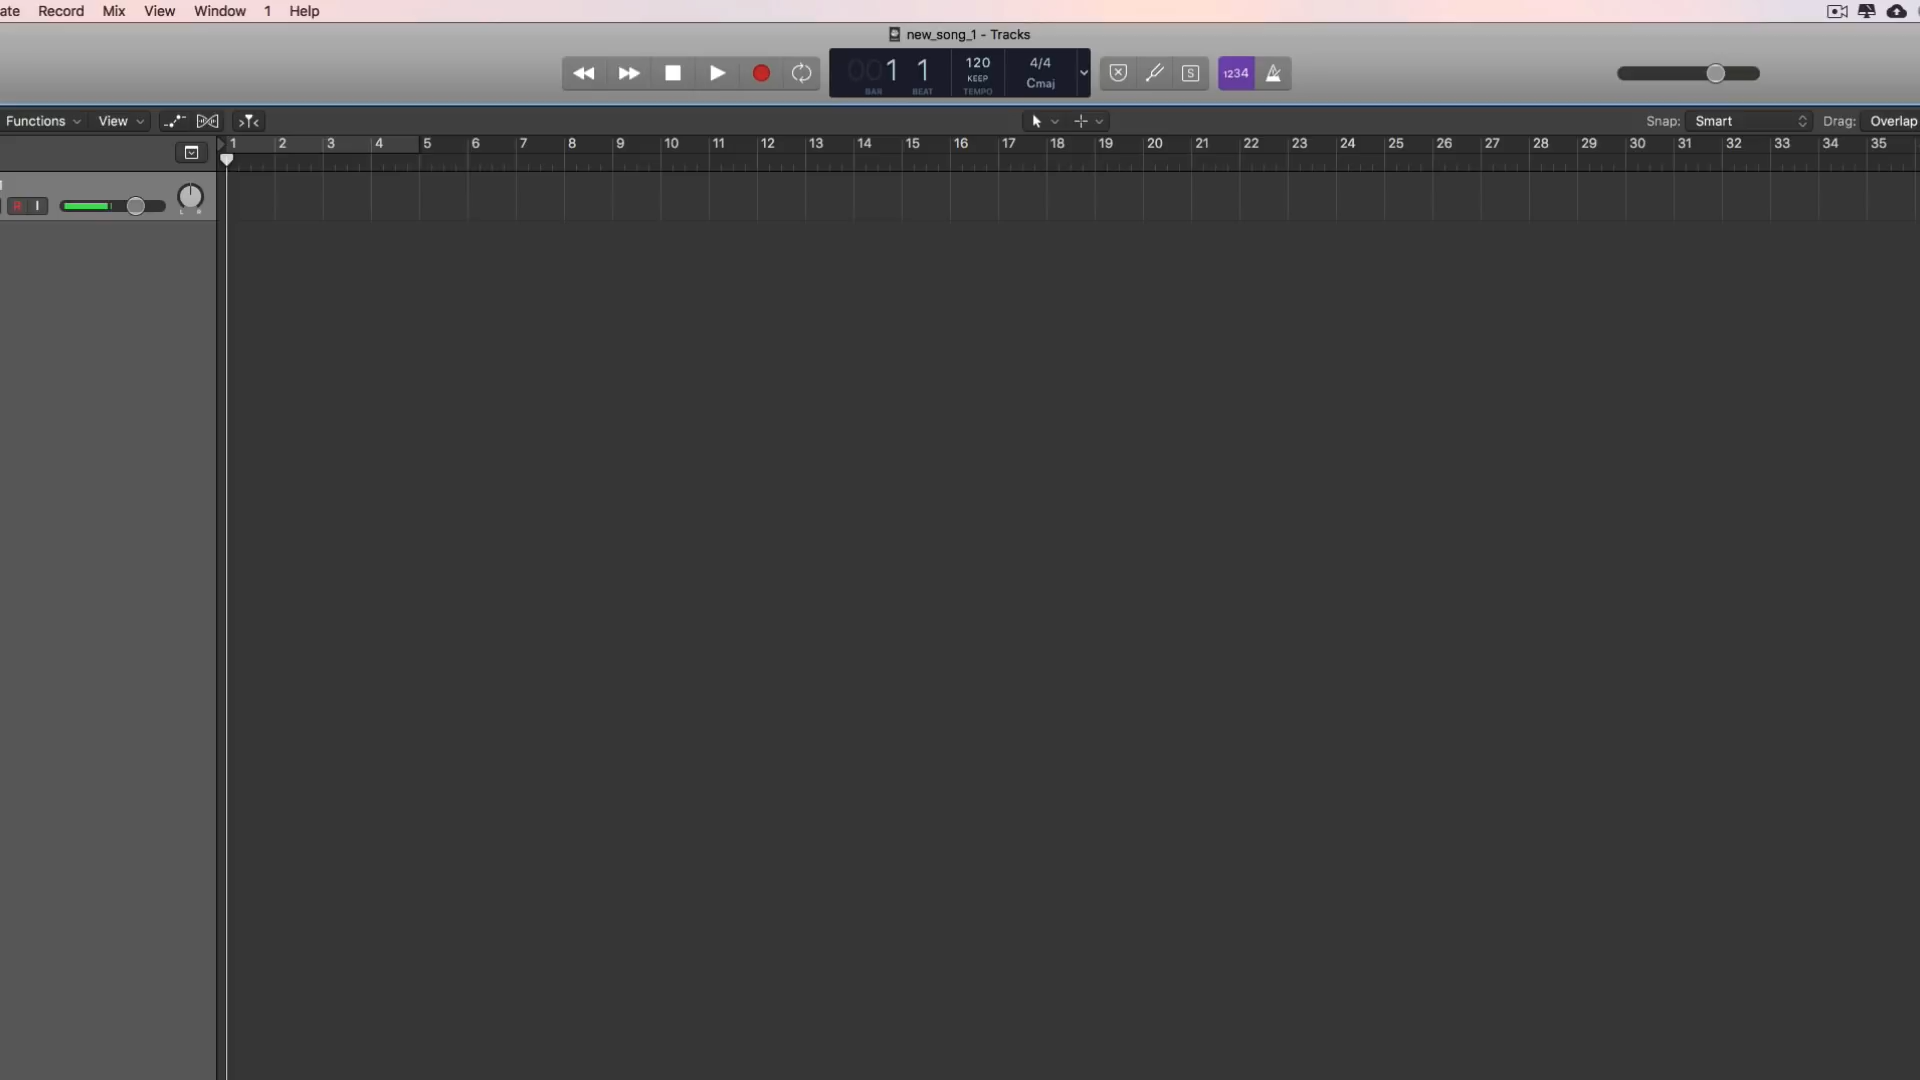 ate Record Mix View Window 1 Help
new_song_1 - Tracks
001 1 120 4/4
KEEP Cmaj
BAR BEAT TEMPO
S 1234
Functions View Snap: Smart Drag: Overlap
1 2 3 4 5 6 7 8 9 10 11 12 13 14 15 16 17 18 19 20 21 22 23 24 25 26 27 28 29 30 31 32 33 34 35
R I
L R